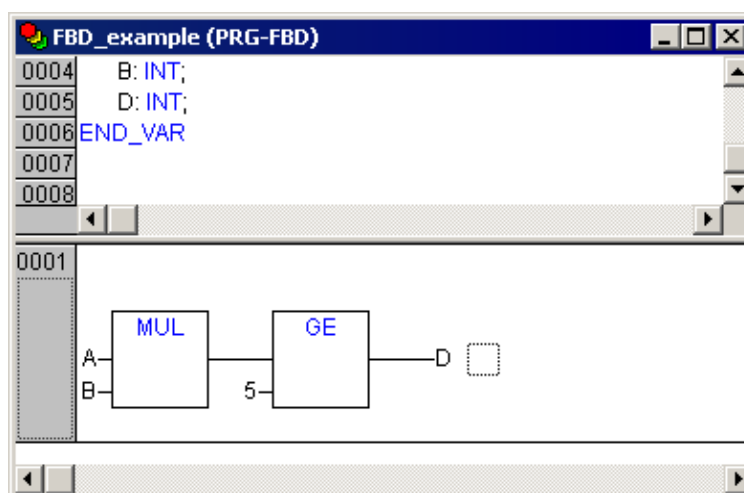 FBD_example (PRG-FBD)
0004 B: INT;
0005 D: INT;
0006 END_VAR
0007
0008
0001
MUL GE
A D
B 5